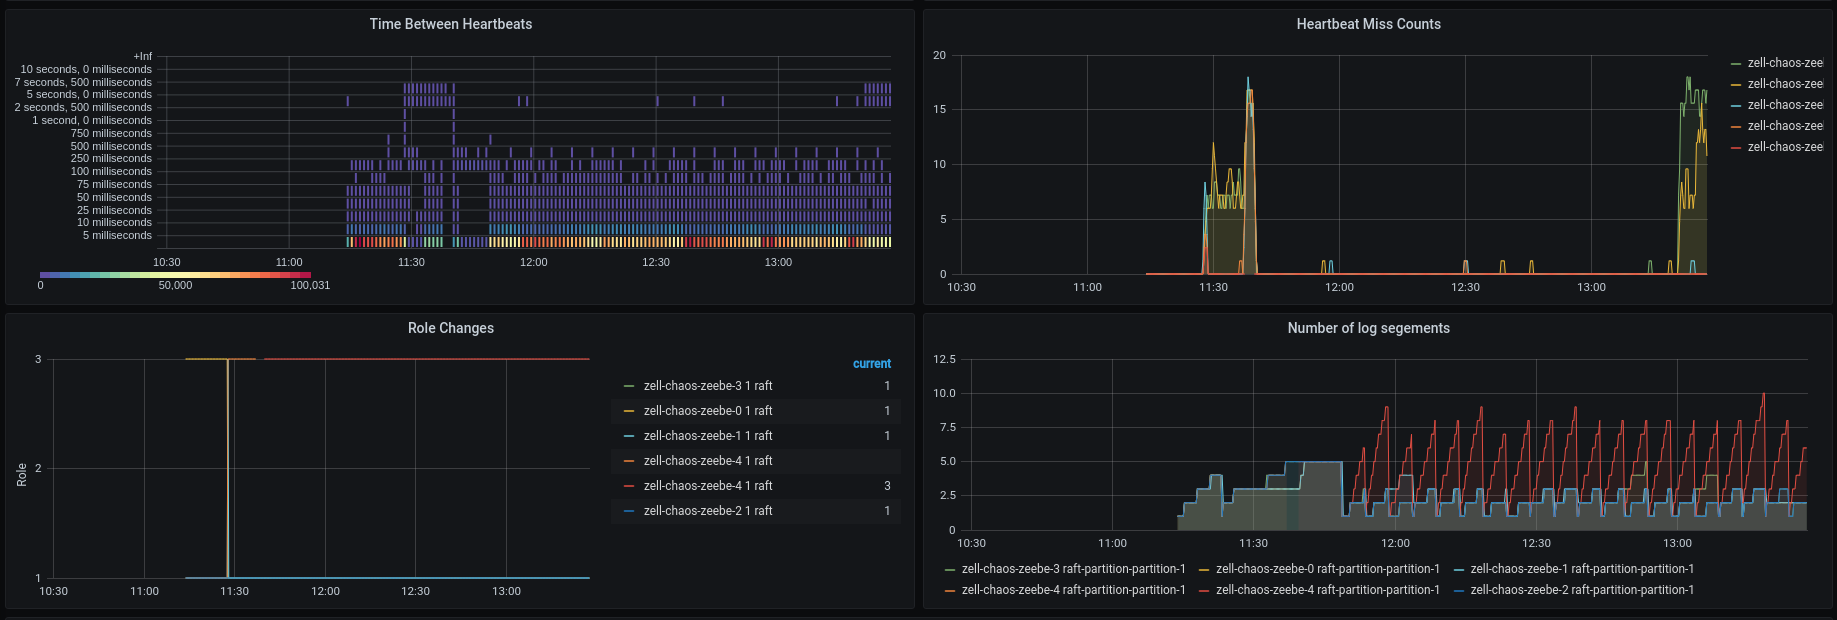 Time Between Heartbeats
+Inf
10 seconds, 0 milliseconds
7 seconds, 500 milliseconds
5 seconds, 0 milliseconds
2 seconds, 500 milliseconds
1 second, 0 milliseconds
750 milliseconds
500 milliseconds
250 milliseconds
100 milliseconds
75 milliseconds
50 milliseconds
25 milliseconds
10 milliseconds
5 milliseconds
10:30 11:00 11:30 12:00 12:30 13:00
0 50,000 100,031
Heartbeat Miss Counts
20
15
10
5
0
10:30 11:00 11:30 12:00 12:30 13:00
zell-chaos-zee
zell-chaos-zee
zell-chaos-zee
zell-chaos-zee
zell-chaos-zee
Role Changes
Role
3
2
1
10:30 11:00 11:30 12:00 12:30 13:00
current
zell-chaos-zeebe-3 1 raft 1
zell-chaos-zeebe-0 1 raft 1
zell-chaos-zeebe-1 1 raft 1
zell-chaos-zeebe-4 1 raft
zell-chaos-zeebe-4 1 raft 3
zell-chaos-zeebe-2 1 raft 1
Number of log segements
12.5
10.0
7.5
5.0
2.5
0
10:30 11:00 11:30 12:00 12:30 13:00
zell-chaos-zeebe-3 raft-partition-partition-1 zell-chaos-zeebe-0 raft-partition-partition-1 zell-chaos-zeebe-1 raft-partition-partition-1
zell-chaos-zeebe-4 raft-partition-partition-1 zell-chaos-zeebe-4 raft-partition-partition-1 zell-chaos-zeebe-2 raft-partition-partition-1